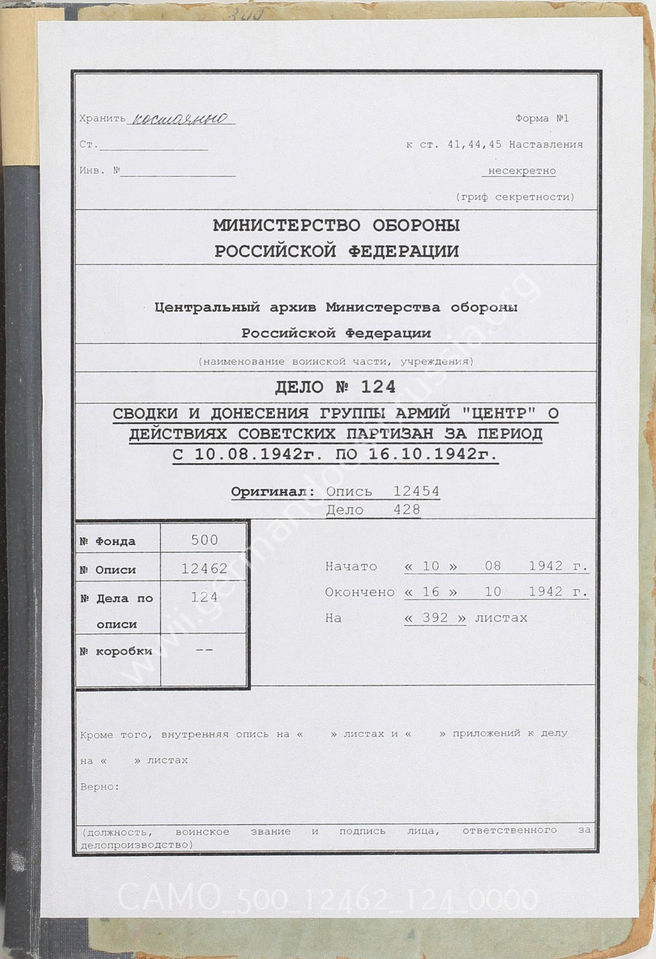 Хранить постоянно
Форма №1
Ст.
к ст. 41,44,45 Наставления
Инв. №
несекретно
(гриф секретности)
МИНИСТЕРСТВО ОБОРОНЫ
РОССИЙСКОЙ ФЕДЕРАЦИИ
Центральный архив Министерства обороны
Российской Федерации
(наименование воинской части, учреждения)
ДЕЛО № 124
СВОДКИ И ДОНЕСЕНИЯ ГРУППЫ АРМИЙ "ЦЕНТР" О
ДЕЙСТВИЯХ СОВЕТСКИХ ПАРТИЗАН ЗА ПЕРИОД
С 10.08.1942г. ПО 16.10.1942г.
Оригинал: Опись 12454
Дело 428
№ Фонда 500
№ Описи 12462
№ Дела по 124
описи
№ коробки --
Начато « 10 » 08 1942 г.
Окончено « 16 » 10 1942 г.
На « 392 » листах
Кроме того, внутренняя опись на « » листах и « » приложений к делу
на « » листах
Верно:
(должность, воинское звание и подпись лица, ответственного за
делопроизводство)
CAMO_500_12462_124_0000